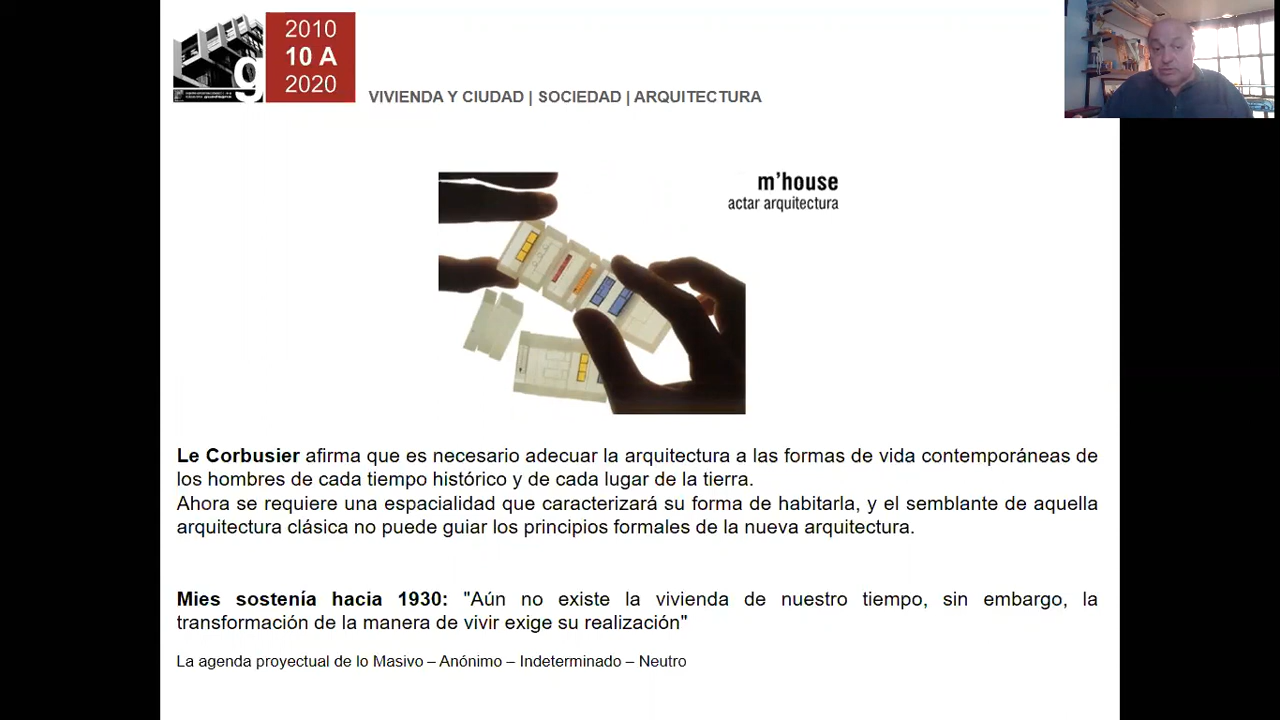 2010
10 A
2020
g
VIVIENDA Y CIUDAD | SOCIEDAD | ARQUITECTURA
m’house
actar arquitectura
Le Corbusier afirma que es necesario adecuar la arquitectura a las formas de vida contemporáneas de
los hombres de cada tiempo histórico y de cada lugar de la tierra.
Ahora se requiere una espacialidad que caracterizará su forma de habitarla, y el semblante de aquella
arquitectura clásica no puede guiar los principios formales de la nueva arquitectura.
Mies sostenía hacia 1930: "Aún no existe la vivienda de nuestro tiempo, sin embargo, la
transformación de la manera de vivir exige su realización"
La agenda proyectual de lo Masivo – Anónimo – Indeterminado – Neutro